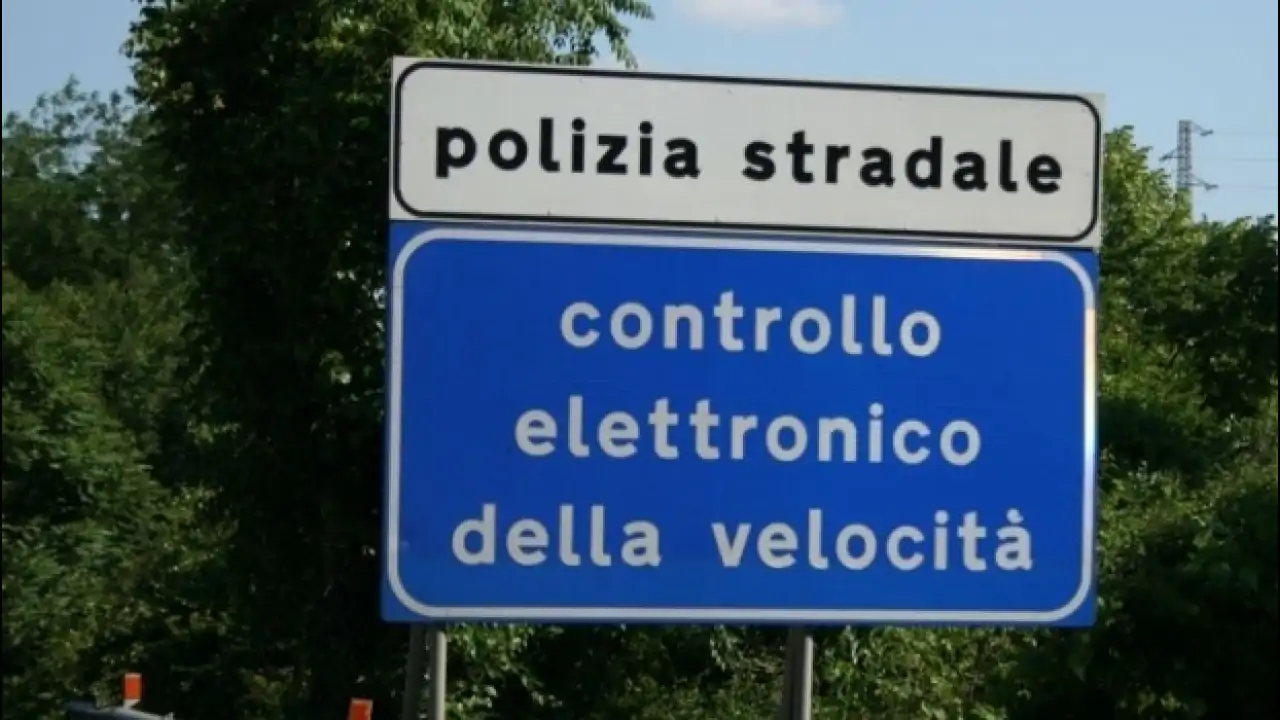 polizia stradale
controllo
elettronico
della velocità